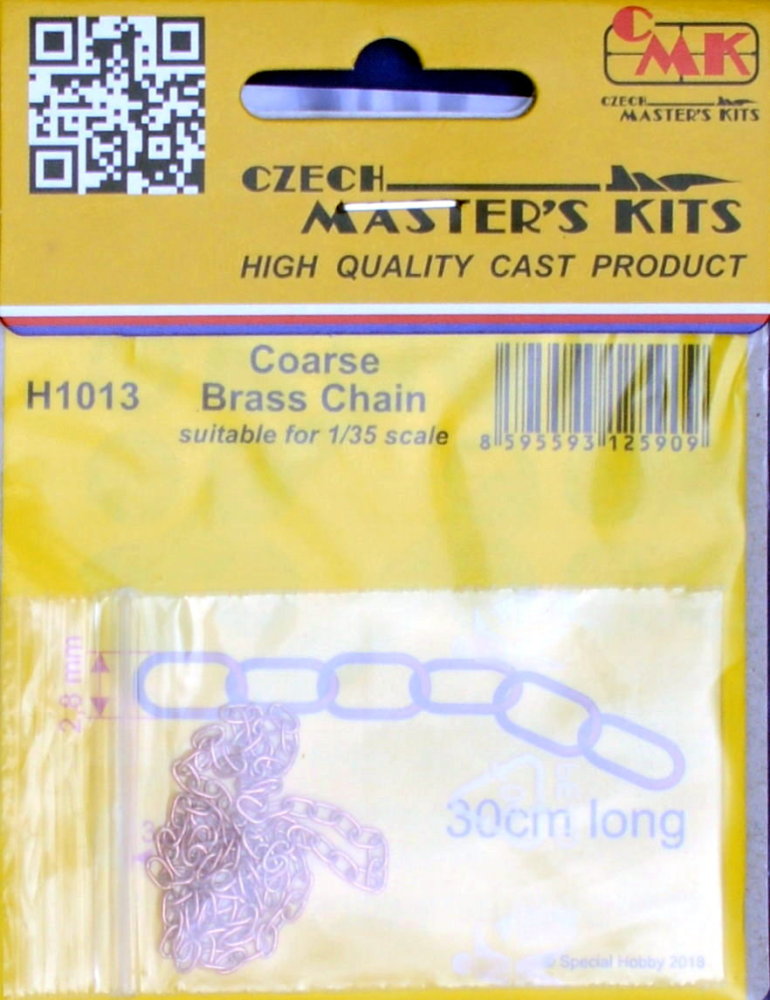 CMK
CZECH
MASTER'S KITS
CZECH
MASTER'S KITS
HIGH QUALITY CAST PRODUCT
H1013
Coarse
Brass Chain
suitable for 1/35 scale
8 595593 125909
2,8 mm
3
30cm long
© Special Hobby 2018